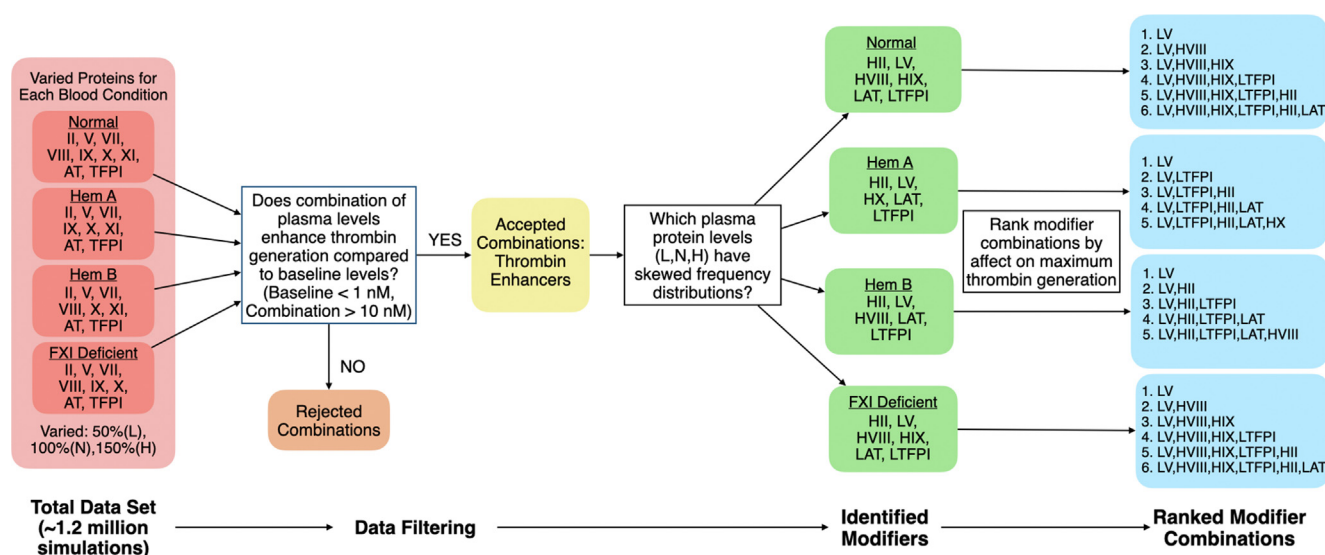 Varied Proteins for
Each Blood Condition
Normal
II, V, VII,
VIII, IX, X, XI,
AT, TFPI
Hem A
II, V, VII,
IX, X, XI,
AT, TFPI
Hem B
II, V, VII,
VIII, X, XI,
AT, TFPI
FXI Deficient
II, V, VII,
VIII, IX, X,
AT, TFPI
Varied: 50%(L),
100%(N),150%(H)
Does combination of
plasma levels
enhance thrombin
generation compared
to baseline levels?
(Baseline < 1 nM,
Combination > 10 nM)
YES
NO
Rejected
Combinations
Accepted
Combinations:
Thrombin
Enhancers
Which plasma
protein levels
(L,N,H) have
skewed frequency
distributions?
Normal
HII, LV,
HVIII, HIX,
LAT, LTFPI
Hem A
HII, LV,
HX, LAT,
LTFPI
Hem B
HII, LV,
HVIII, LAT,
LTFPI
FXI Deficient
HII, LV,
HVIII, HIX,
LAT, LTFPI
Rank modifier
combinations by
affect on maximum
thrombin generation
1. LV
2. LV,HVIII
3. LV,HVIII,HIX
4. LV,HVIII,HIX,LTFPI
5. LV,HVIII,HIX,LTFPI,HII
6. LV,HVIII,HIX,LTFPI,HII,LAT
1. LV
2. LV,LTFPI
3. LV,LTFPI,HII
4. LV,LTFPI,HII,LAT
5. LV,LTFPI,HII,LAT,HX
1. LV
2. LV,HII
3. LV,HII,LTFPI
4. LV,HII,LTFPI,LAT
5. LV,HII,LTFPI,LAT,HVIII
1. LV
2. LV,HVIII
3. LV,HVIII,HIX
4. LV,HVIII,HIX,LTFPI
5. LV,HVIII,HIX,LTFPI,HII
6. LV,HVIII,HIX,LTFPI,HII,LAT
Total Data Set
(~1.2 million
simulations)
Data Filtering
Identified
Modifiers
Ranked Modifier
Combinations